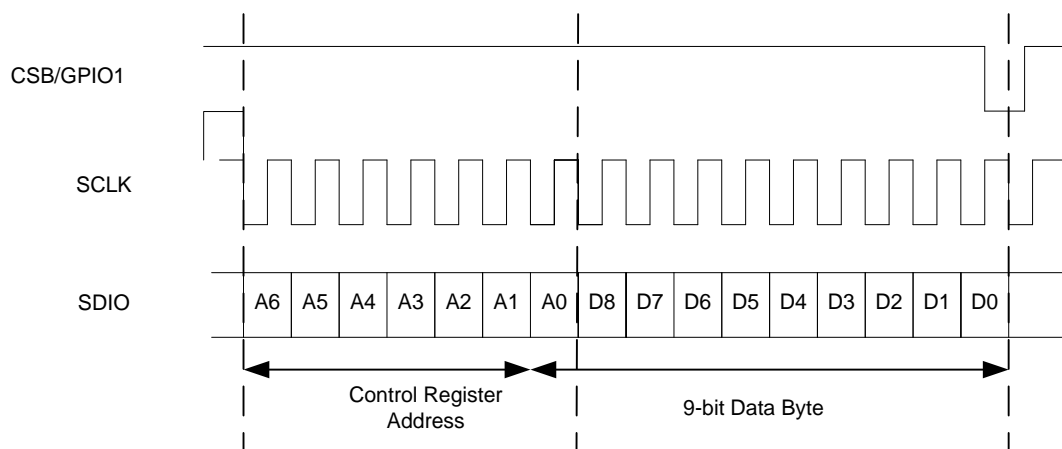 CSB/GPIO1
SCLK
SDIO
A6 A5 A4 A3 A2 A1 A0 D8 D7 D6 D5 D4 D3 D2 D1 D0
Control Register
Address
9-bit Data Byte